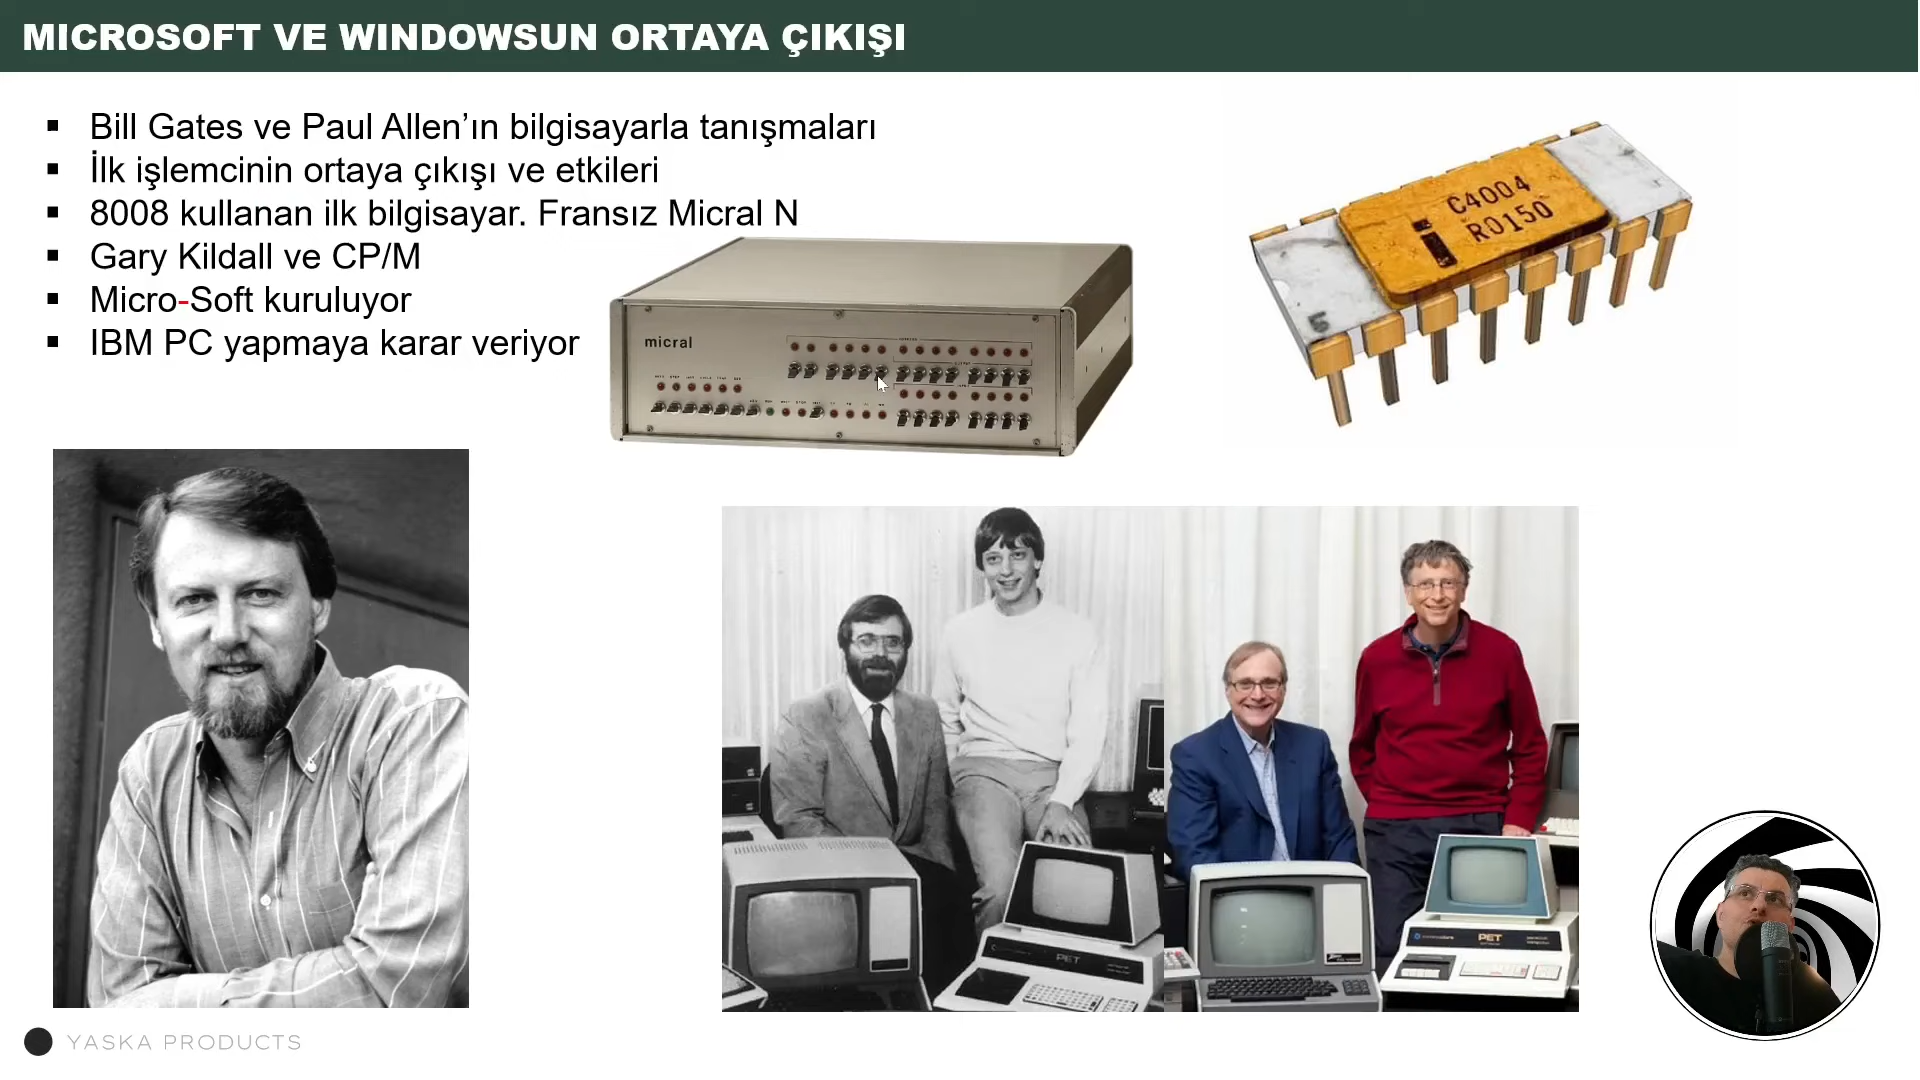 MICROSOFT VE WINDOWSUN ORTAYA ÇIKIŞI
Bill Gates ve Paul Allen’ın bilgisayarla tanışmaları
İlk işlemcinin ortaya çıkışı ve etkileri
8008 kullanan ilk bilgisayar. Fransız Micral N
Gary Kildall ve CP/M
Micro-Soft kuruluyor
IBM PC yapmaya karar veriyor
micral
C4004
R0150
PET
PET
YASKA PRODUCTS